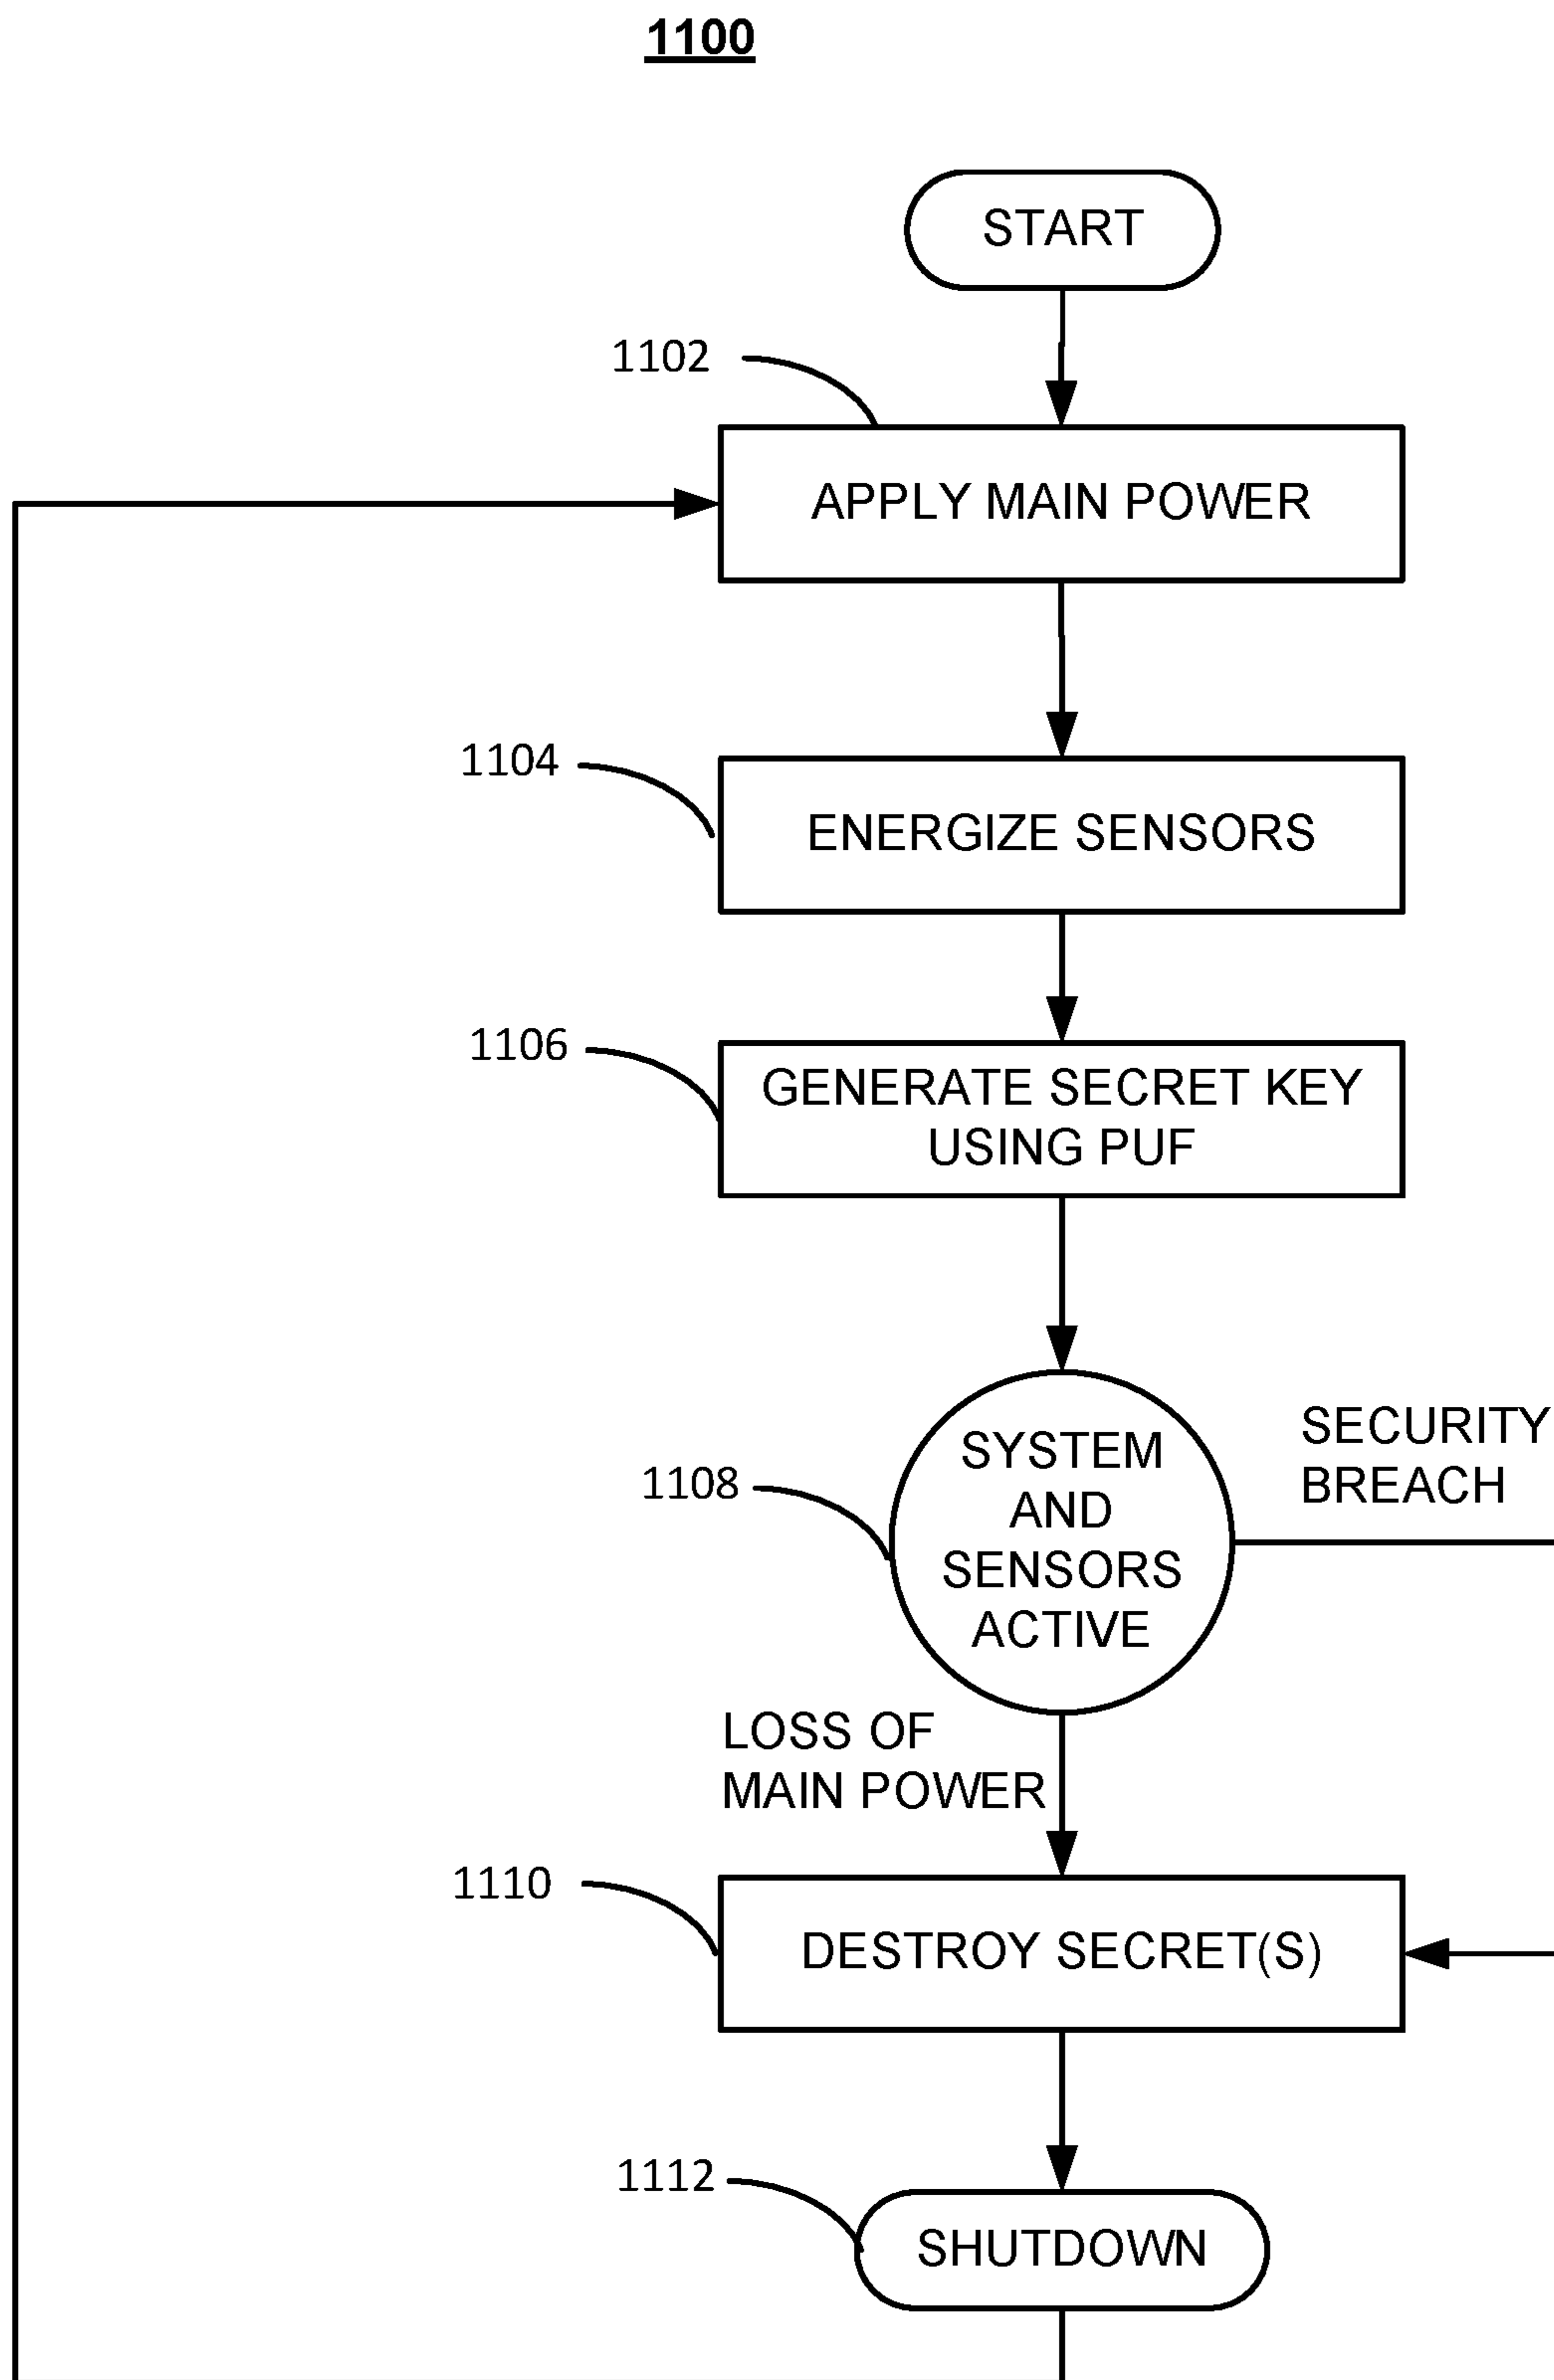 1100
START
1102
APPLY MAIN POWER
1104
ENERGIZE SENSORS
1106
GENERATE SECRET KEY
USING PUF
SYSTEM
AND
SENSORS
ACTIVE
1108
SECURITY
BREACH
LOSS OF
MAIN POWER
1110
DESTROY SECRET(S)
1112
SHUTDOWN